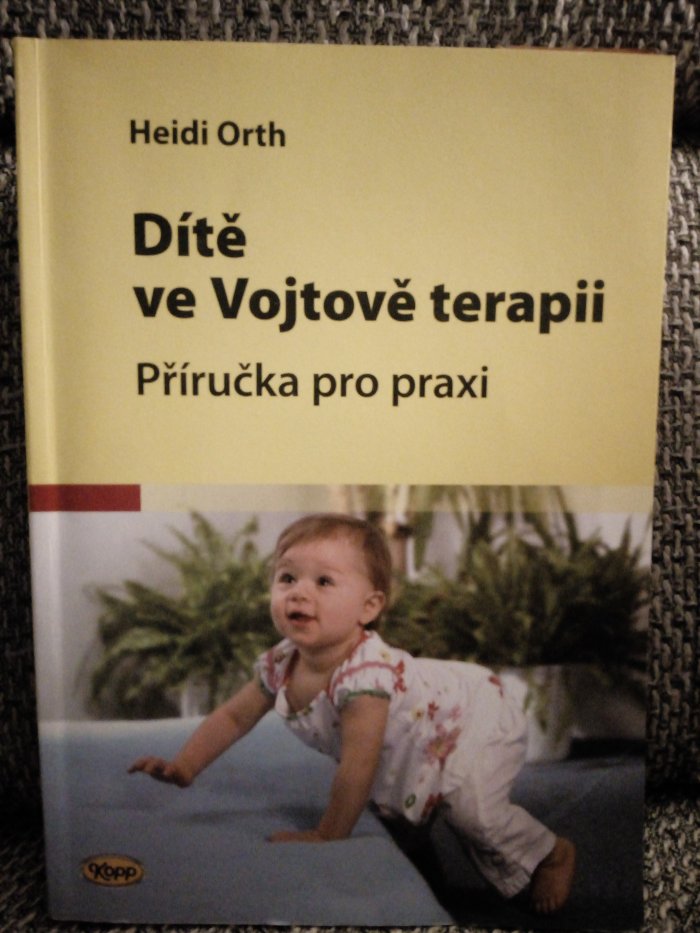 Heidi Orth
Dítě
ve Vojtově terapii
Příručka pro praxi
Kopp